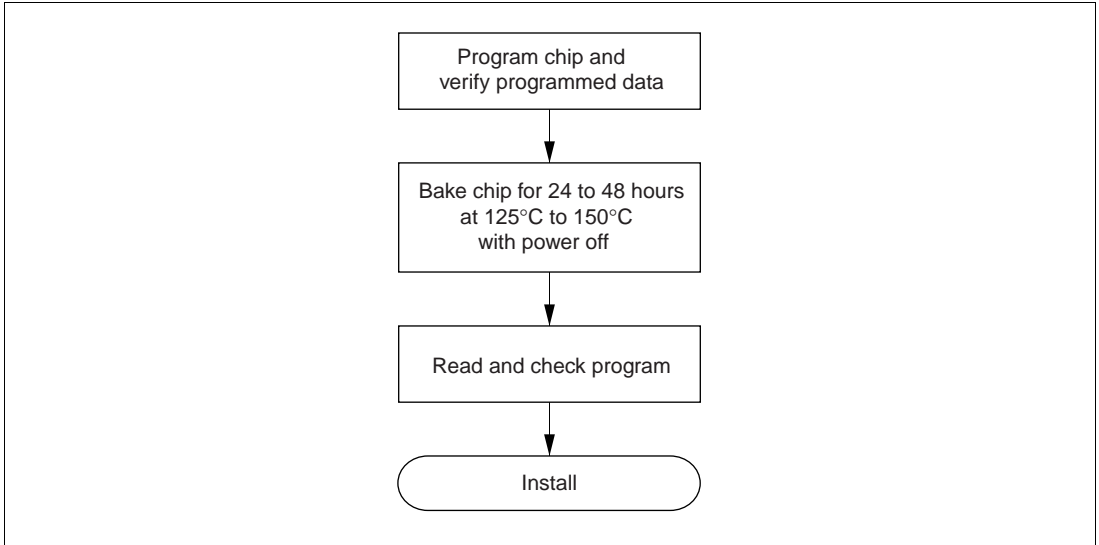 Program chip and
verify programmed data
Bake chip for 24 to 48 hours
at 125°C to 150°C
with power off
Read and check program
Install